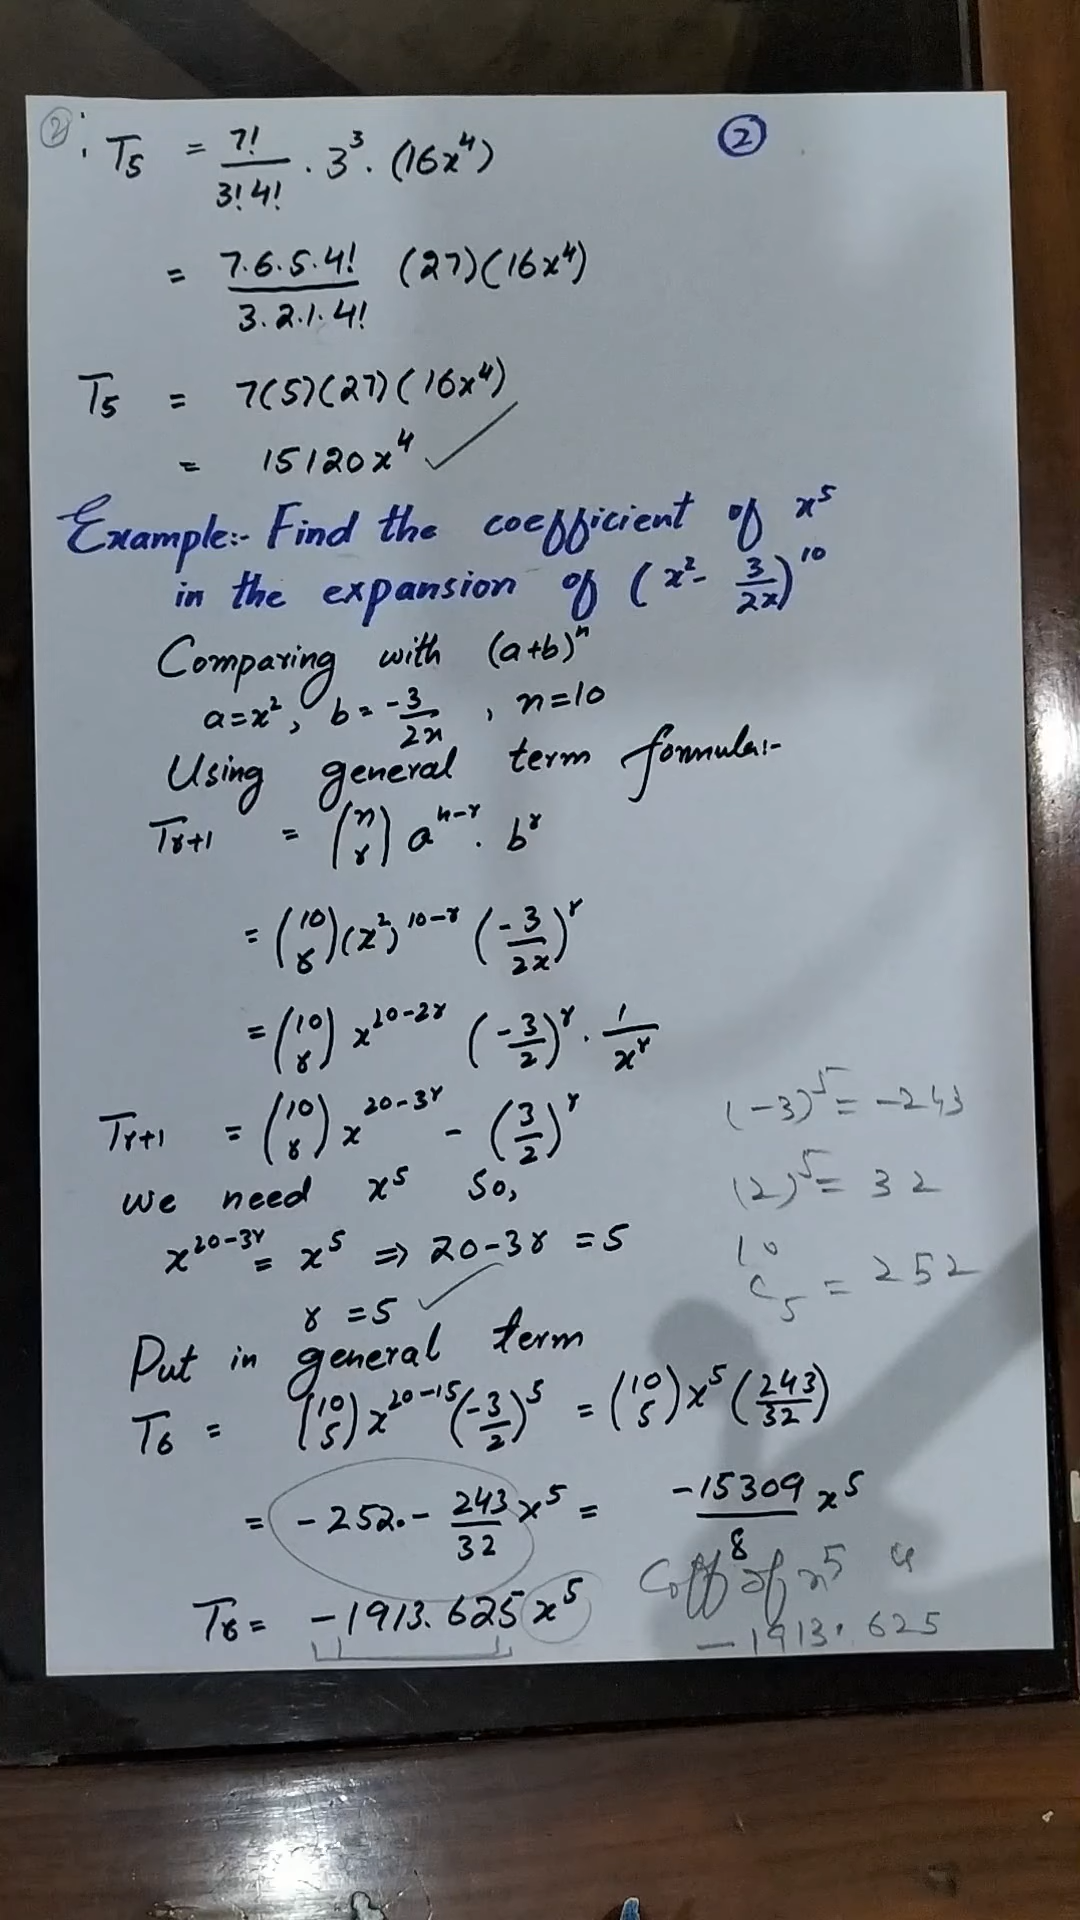 ② ②
∴ T₅ = 7!/(3! 4!) · 3³ · (16x⁴)
= (7·6·5·4!)/(3·2·1·4!) (27)(16x⁴)
T₅ = 7(5)(27)(16x⁴)
= 15120x⁴ ✓
Example:- Find the coefficient of x⁵
in the expansion of (x² - 3/2x)¹⁰
Comparing with (a+b)ⁿ
a=x², b=-3/2x, n=10
Using general term formula:-
Tr+1 = (n r) aⁿ⁻ʳ · bʳ
= (10 r)(x²)¹⁰⁻ʳ (-3/2x)ʳ
= (10 r) x²⁰⁻²ʳ (-3/2)ʳ · 1/xʳ
Tr+1 = (10 r) x²⁰⁻³ʳ - (3/2)ʳ
(-3)⁵ = -243
we need x⁵ so,
(2)⁵ = 32
x²⁰⁻³ʳ = x⁵ ⇒ 20-3r = 5
¹⁰C₅ = 252
r = 5 ✓
Put in general term
T₆ = (10 5) x²⁰⁻¹⁵ (-3/2)⁵ = (10 5) x⁵ (243/32)
= -252·- 243/32 x⁵ = -15309/8 x⁵
Coff of x⁵
T₆ = -1913.625 x⁵
-1913.625